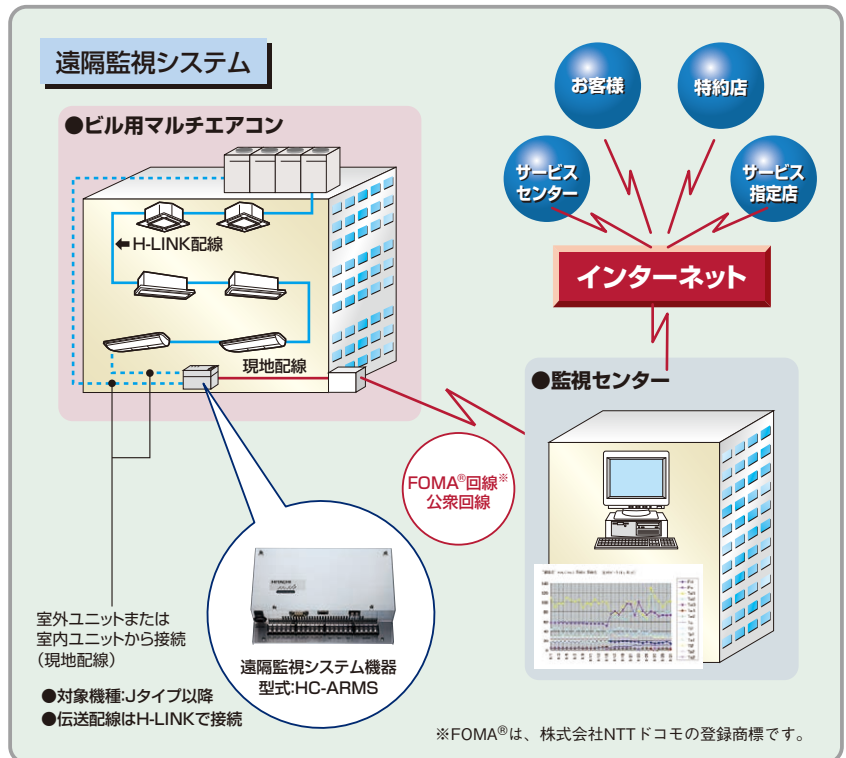 遠隔監視システム
●ビル用マルチエアコン
H-LINK配線
現地配線
お客様
特約店
サービス
センター
サービス
指定店
インターネット
●監視センター
FOMA®回線※
公衆回線
HITACHI
遠隔監視システム機器
型式:HC-ARMS
室外ユニットまたは
室内ユニットから接続
（現地配線）
●対象機種:Jタイプ以降
●伝送配線はH-LINKで接続
※FOMA®は、株式会社NTTドコモの登録商標です。